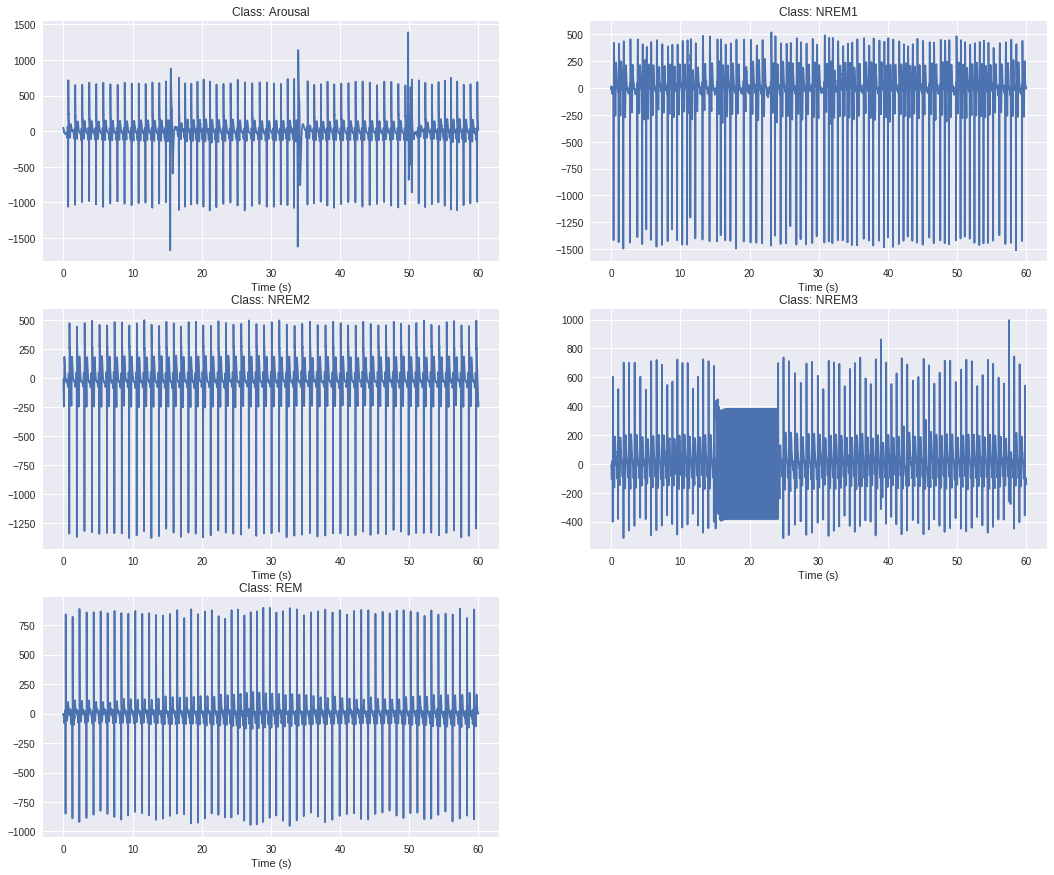 Class: Arousal
1500
1000
500
0
−500
−1000
−1500
0 10 20 30 40 50 60
Time (s)
Class: NREM1
500
250
0
−250
−500
−750
−1000
−1250
−1500
0 10 20 30 40 50 60
Time (s)
Class: NREM2
500
250
0
−250
−500
−750
−1000
−1250
0 10 20 30 40 50 60
Time (s)
Class: NREM3
1000
800
600
400
200
0
−200
−400
0 10 20 30 40 50 60
Time (s)
Class: REM
750
500
250
0
−250
−500
−750
−1000
0 10 20 30 40 50 60
Time (s)